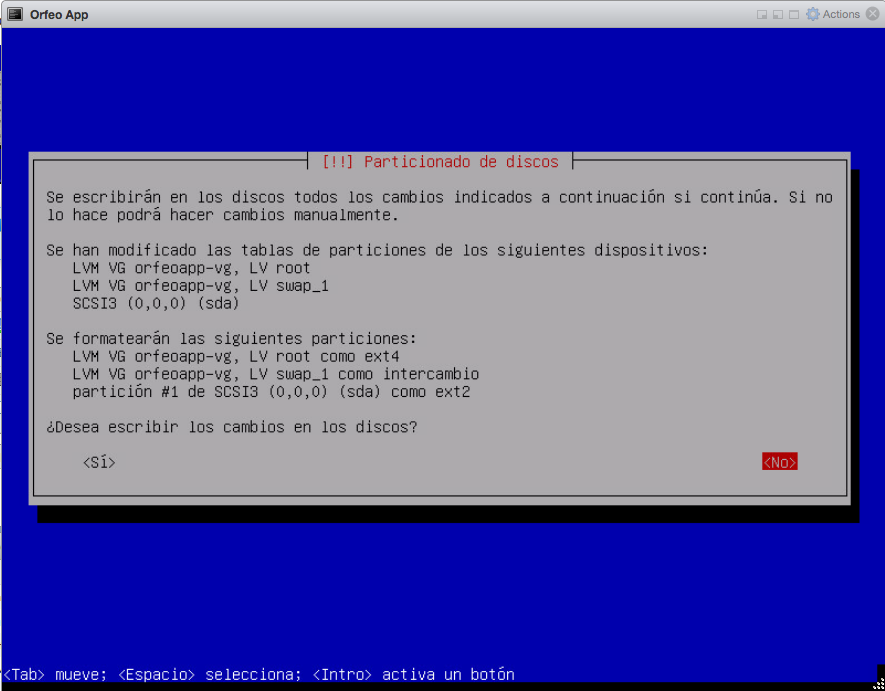 Orfeo App
Actions
[!!] Particionado de discos
Se escribirán en los discos todos los cambios indicados a continuación si continúa. Si no
lo hace podrá hacer cambios manualmente.
Se han modificado las tablas de particiones de los siguientes dispositivos:
LVM VG orfeoapp-vg, LV root
LVM VG orfeoapp-vg, LV swap_1
SCSI3 (0,0,0) (sda)
Se formatearán las siguientes particiones:
LVM VG orfeoapp-vg, LV root como ext4
LVM VG orfeoapp-vg, LV swap_1 como intercambio
partición #1 de SCSI3 (0,0,0) (sda) como ext2
¿Desea escribir los cambios en los discos?
<Sí> <No>
<Tab> mueve; <Espacio> selecciona; <Intro> activa un botón